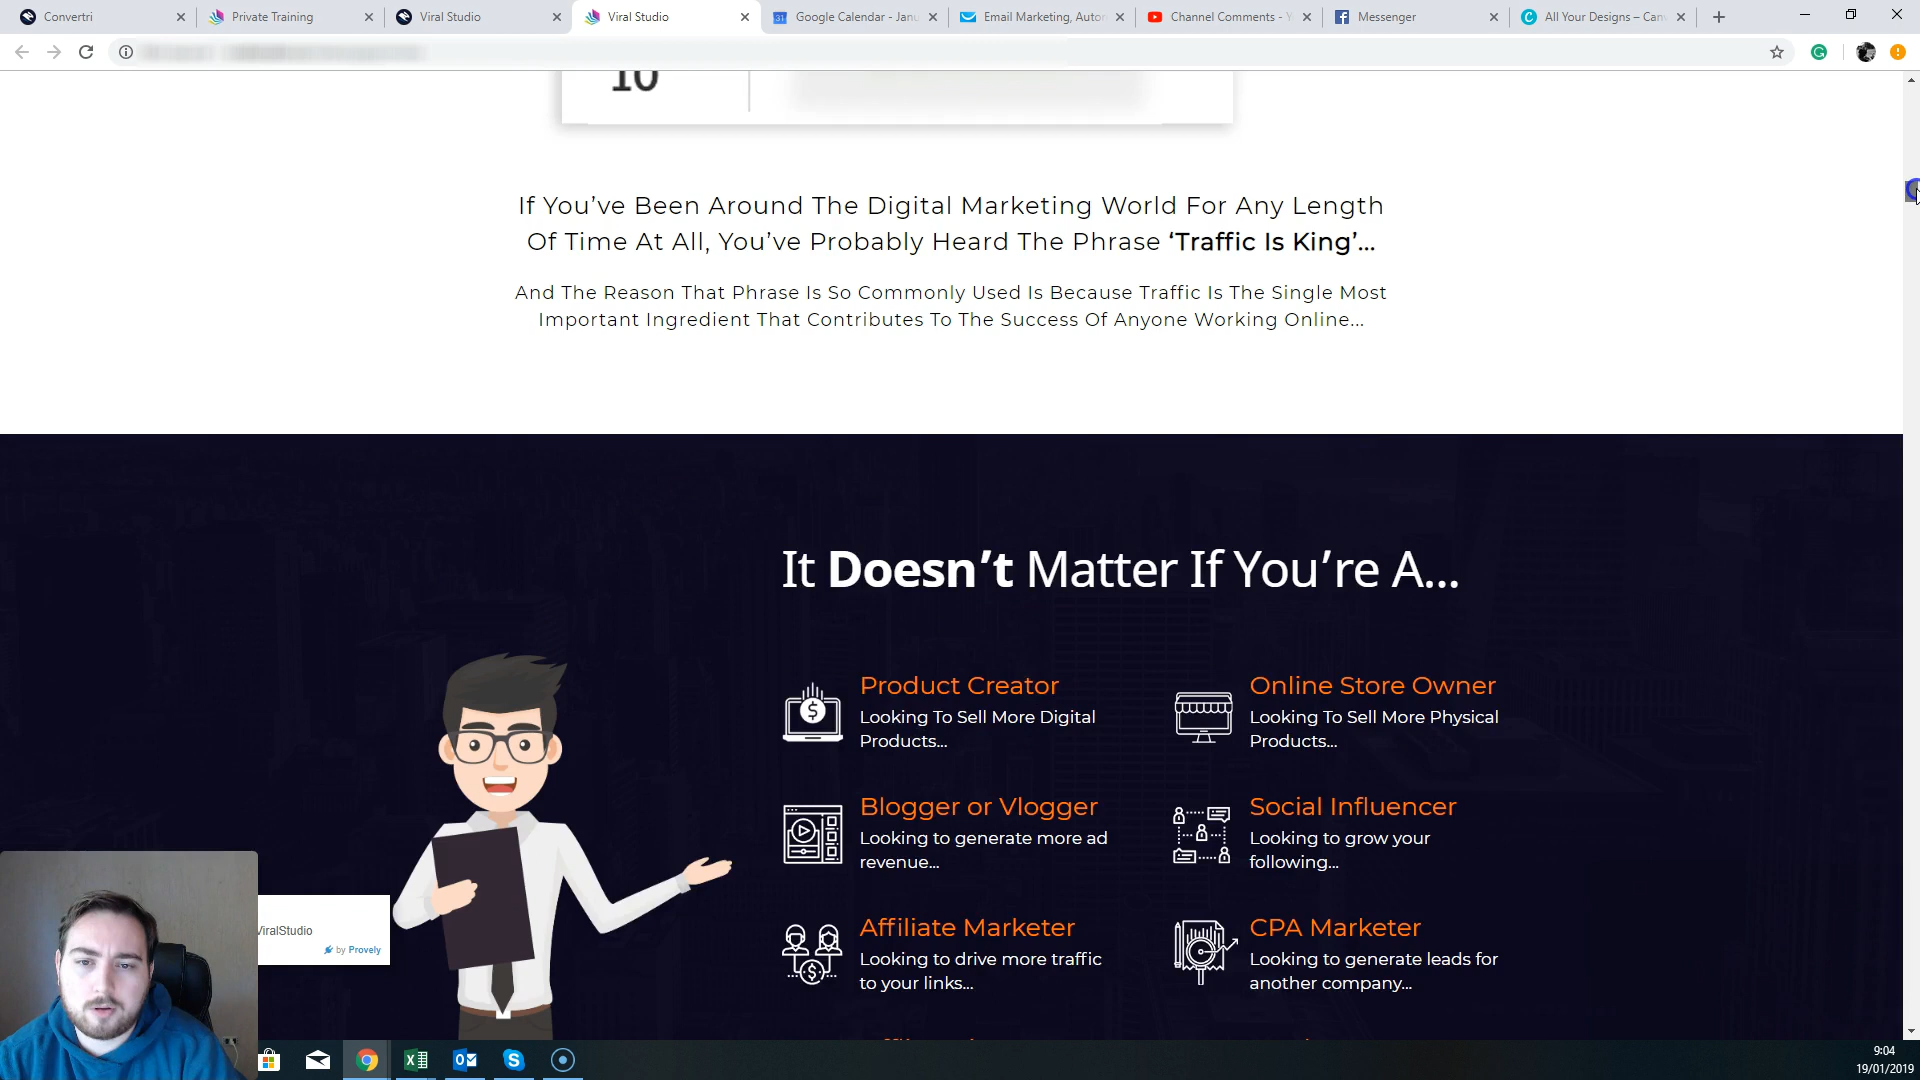 Convertri
Private Training
Viral Studio
Viral Studio
Google Calendar - Janu
Email Marketing, Autom
Channel Comments - Y
Messenger
All Your Designs – Can
10
If You’ve Been Around The Digital Marketing World For Any Length
Of Time At All, You’ve Probably Heard The Phrase ‘Traffic Is King’...
And The Reason That Phrase Is So Commonly Used Is Because Traffic Is The Single Most
Important Ingredient That Contributes To The Success Of Anyone Working Online...
It Doesn’t Matter If You’re A...
Product Creator
Looking To Sell More Digital
Products...
Online Store Owner
Looking To Sell More Physical
Products...
Blogger or Vlogger
Looking to generate more ad
revenue...
Social Influencer
Looking to grow your
following...
Affiliate Marketer
Looking to drive more traffic
to your links...
CPA Marketer
Looking to generate leads for
another company...
ViralStudio
by Provely
9:04
19/01/2019